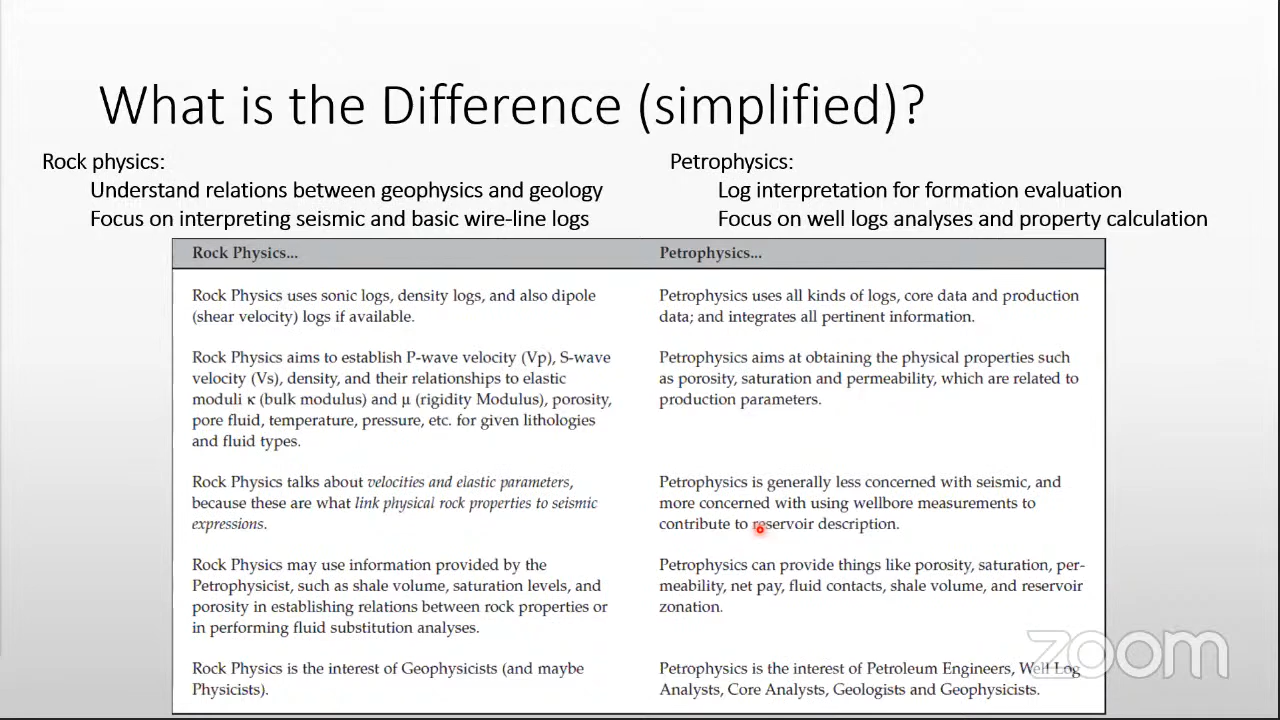 What is the Difference (simplified)?
Rock physics:
Understand relations between geophysics and geology
Focus on interpreting seismic and basic wire-line logs
Petrophysics:
Log interpretation for formation evaluation
Focus on well logs analyses and property calculation
Rock Physics...
Petrophysics...
Rock Physics uses sonic logs, density logs, and also dipole
(shear velocity) logs if available.
Petrophysics uses all kinds of logs, core data and production
data; and integrates all pertinent information.
Rock Physics aims to establish P-wave velocity (Vp), S-wave
velocity (Vs), density, and their relationships to elastic
moduli κ (bulk modulus) and μ (rigidity Modulus), porosity,
pore fluid, temperature, pressure, etc. for given lithologies
and fluid types.
Petrophysics aims at obtaining the physical properties such
as porosity, saturation and permeability, which are related to
production parameters.
Rock Physics talks about velocities and elastic parameters,
because these are what link physical rock properties to seismic
expressions.
Petrophysics is generally less concerned with seismic, and
more concerned with using wellbore measurements to
contribute to reservoir description.
Rock Physics may use information provided by the
Petrophysicist, such as shale volume, saturation levels, and
porosity in establishing relations between rock properties or
in performing fluid substitution analyses.
Petrophysics can provide things like porosity, saturation, per-
meability, net pay, fluid contacts, shale volume, and reservoir
zonation.
Rock Physics is the interest of Geophysicists (and maybe
Physicists).
Petrophysics is the interest of Petroleum Engineers, Well Log
Analysts, Core Analysts, Geologists and Geophysicists.
zoom